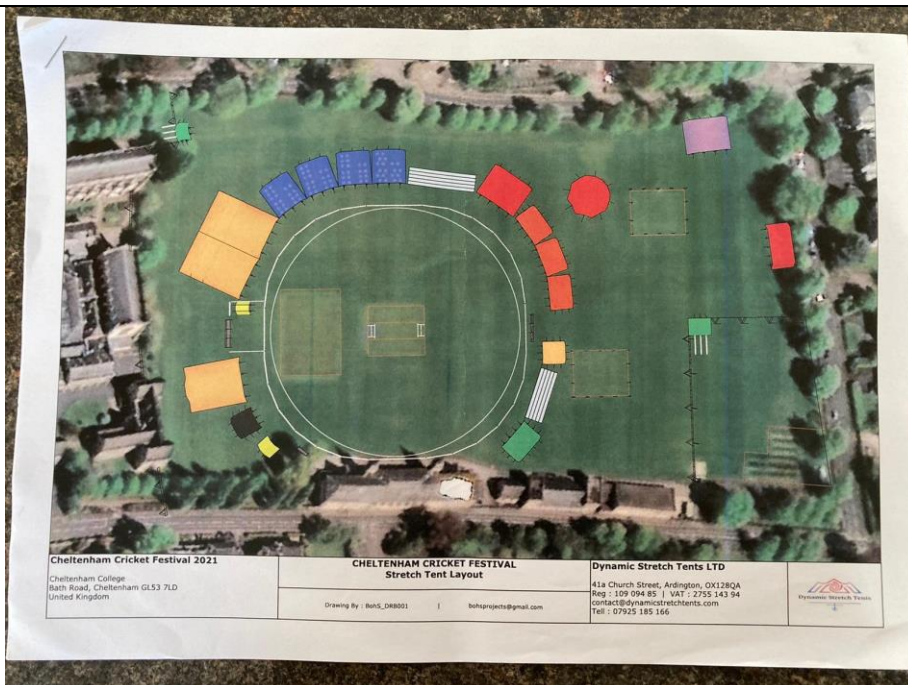 Cheltenham Cricket Festival 2021
Cheltenham College
Bath Road, Cheltenham GL53 7LD
United Kingdom
CHELTENHAM CRICKET FESTIVAL
Stretch Tent Layout
Drawing By : BohS_DRB001 | bohsprojects@gmail.com
Dynamic Stretch Tents LTD
41a Church Street, Ardington, OX128QA
Reg : 109 094 85 | VAT : 2755 143 94
contact@dynamicstretchtents.com
Tell : 07925 185 166
Dynamic Stretch Tents